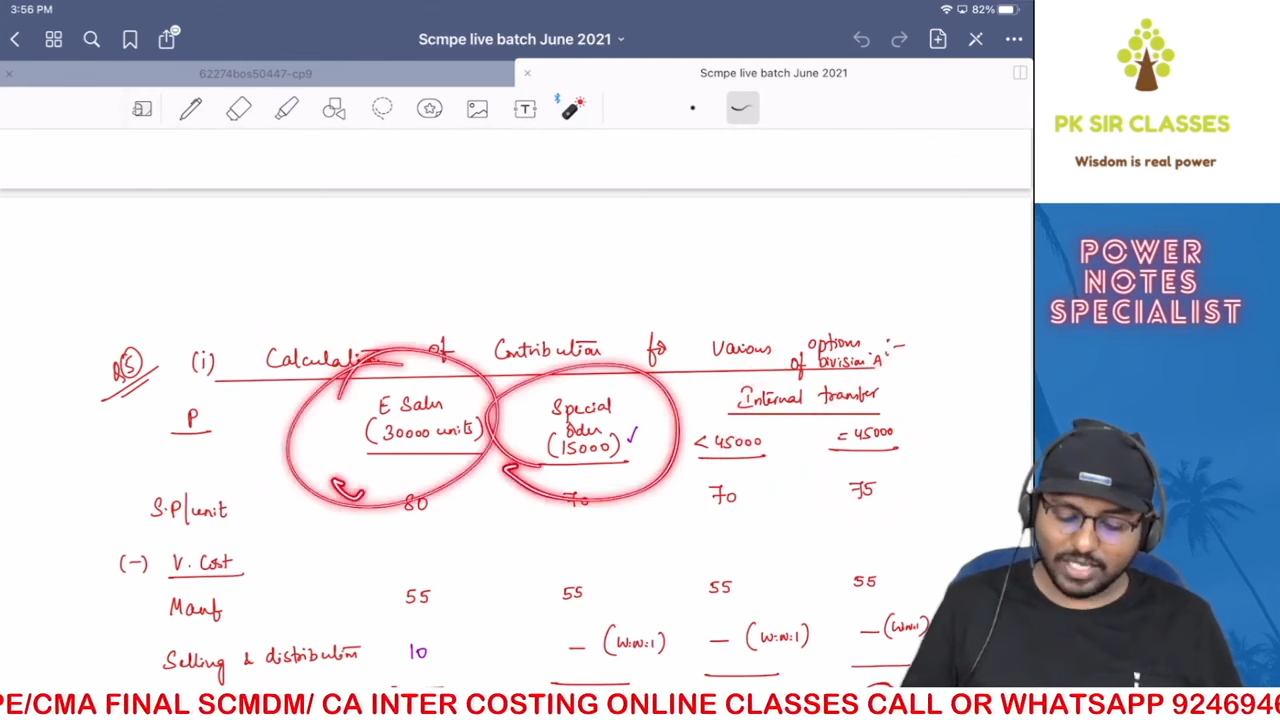 3:56 PM
82%
Scmpe live batch June 2021
62274bos50447-cp9
Scmpe live batch June 2021
T
PK SIR CLASSES
Wisdom is real power
POWER
NOTES
SPECIALIST
Q5 (i) Calculation of Contribution for Various options of Division 'A' :-
P
E Sales
(30000 units)
Special
order
(15000) ✓
Internal transfer
< 45000
= 45000
S.P/unit 80 70 70 75
(-) V. Cost
Manf 55 55 55 55
Selling & distribution 10 - (W.N:1) - (W.N:1) - (W.N:1)
PE/CMA FINAL SCMDM/ CA INTER COSTING ONLINE CLASSES CALL OR WHATSAPP 924694